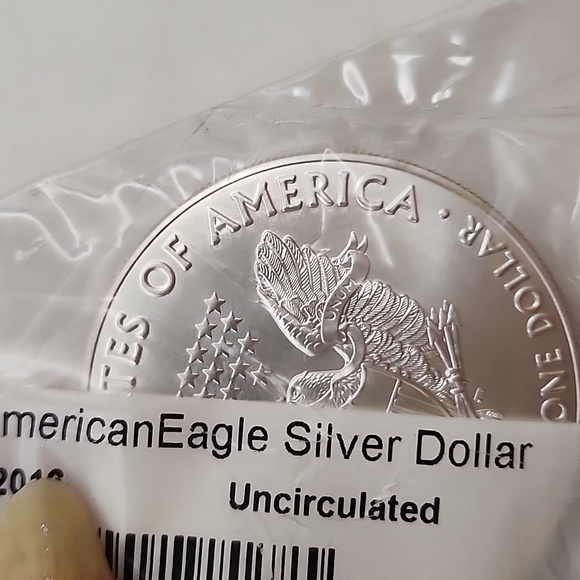 TES OF AMERICA · ONE DOLLAR
mericanEagle Silver Dollar
Uncirculated